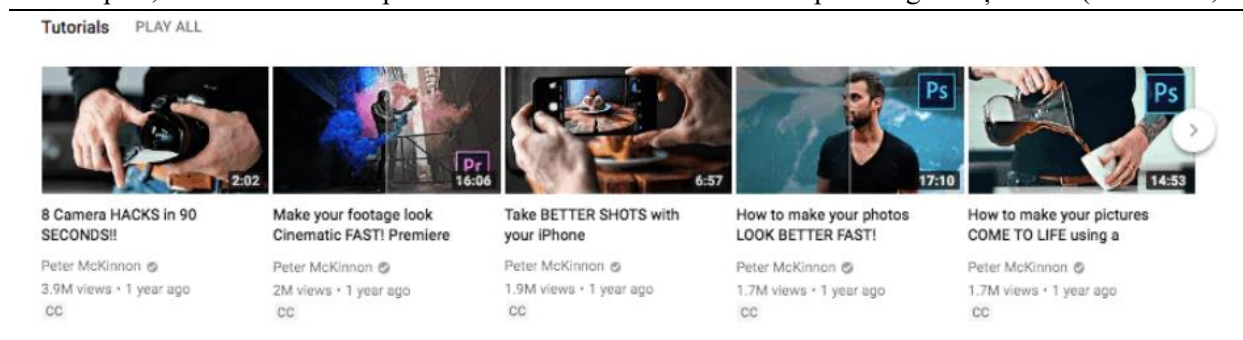 Tutorials PLAY ALL
2:02
Pr
16:06
6:57
Ps
17:10
Ps
14:53
8 Camera HACKS in 90
SECONDS!!
Peter McKinnon
3.9M views • 1 year ago
CC
Make your footage look
Cinematic FAST! Premiere
Peter McKinnon
2M views • 1 year ago
CC
Take BETTER SHOTS with
your iPhone
Peter McKinnon
1.9M views • 1 year ago
CC
How to make your photos
LOOK BETTER FAST!
Peter McKinnon
1.7M views • 1 year ago
CC
How to make your pictures
COME TO LIFE using a
Peter McKinnon
1.7M views • 1 year ago
CC